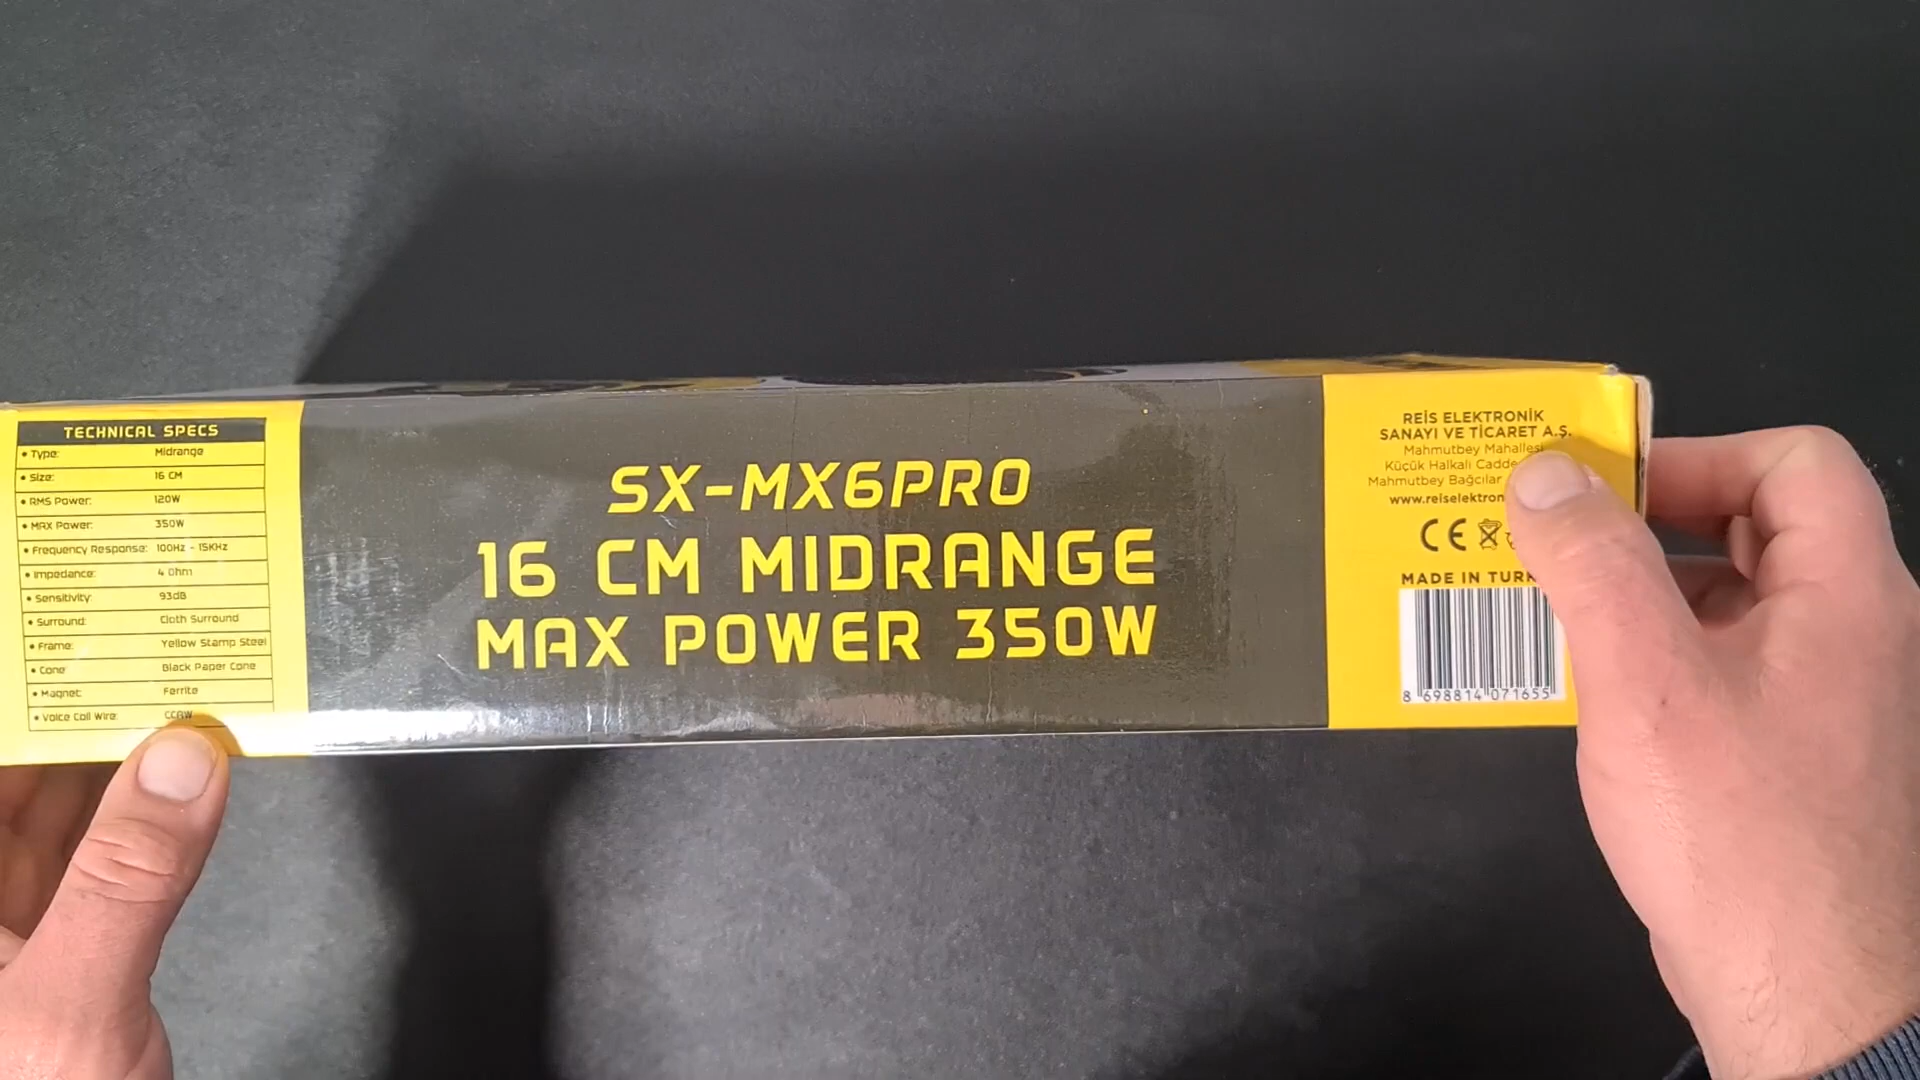 TECHNICAL SPECS
• Type: Midrange
• Size: 16 CM
• RMS Power: 120W
• MAX Power: 350W
• Frequency Response: 100Hz - 15KHz
• Impedance: 4 Ohm
• Sensitivity: 93dB
• Surround: Cloth Surround
• Frame: Yellow Stamp Steel
• Cone: Black Paper Cone
• Magnet: Ferrite
• Voice Coil Wire: CCAW
SX-MX6PRO
16 CM MIDRANGE
MAX POWER 350W
REİS ELEKTRONİK
SANAYİ VE TİCARET A.Ş.
Mahmutbey Mahallesi
Küçük Halkalı
Mahmutbey Bağcılar
CE
MADE IN
8 698814 071655